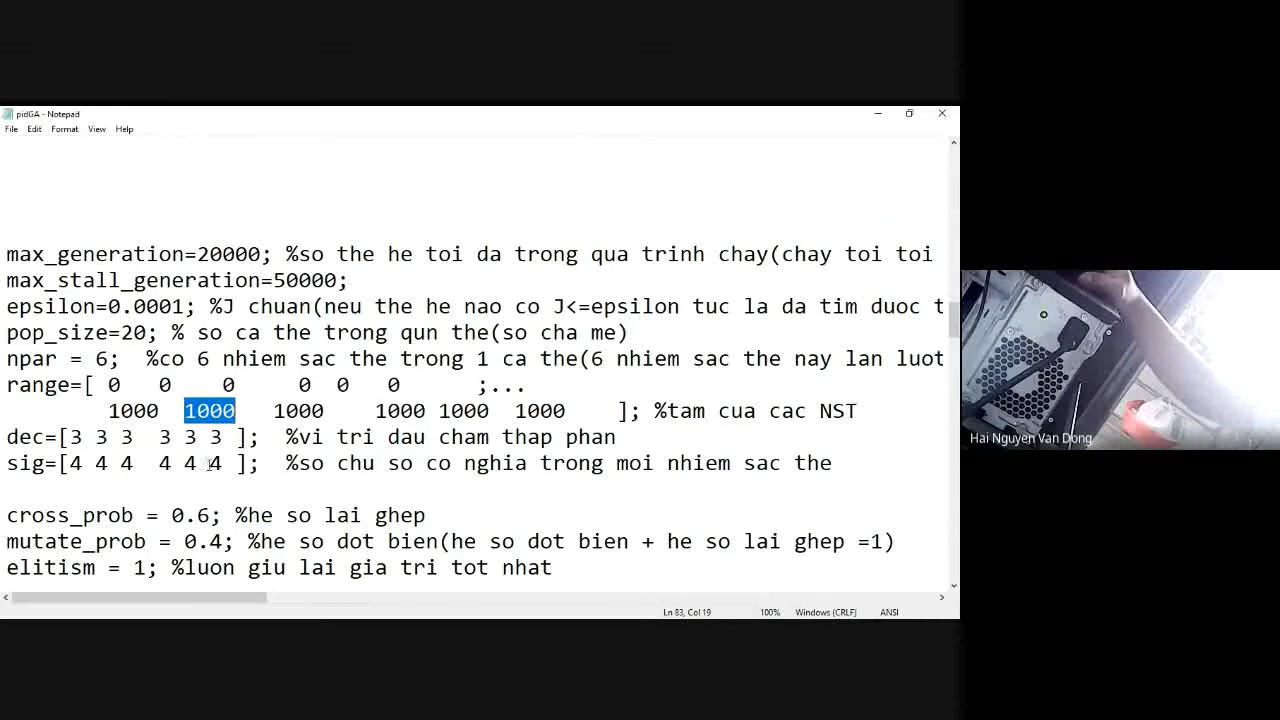 pidGA - Notepad
File Edit Format View Help
max_generation=20000; %so the he toi da trong qua trinh chay(chay toi toi
max_stall_generation=50000;
epsilon=0.0001; %J chuan(neu the he nao co J<=epsilon tuc la da tim duoc t
pop_size=20; % so ca the trong qun the(so cha me)
npar = 6; %co 6 nhiem sac the trong 1 ca the(6 nhiem sac the nay lan luot
range=[ 0 0 0 0 0 0 ;...
1000 1000 1000 1000 1000 1000 ]; %tam cua cac NST
dec=[3 3 3 3 3 3 ]; %vi tri dau cham thap phan
sig=[4 4 4 4 4 4 ]; %so chu so co nghia trong moi nhiem sac the
cross_prob = 0.6; %he so lai ghep
mutate_prob = 0.4; %he so dot bien(he so dot bien + he so lai ghep =1)
elitism = 1; %luon giu lai gia tri tot nhat
Ln 83, Col 19 100% Windows (CRLF) ANSI
Hai Nguyen Van Dong